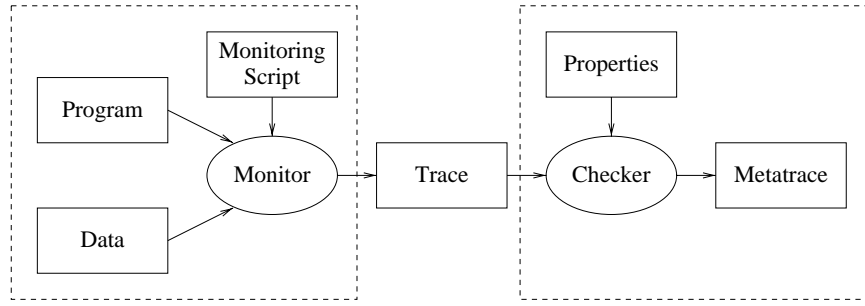 Monitoring
Script
Properties
Program
Monitor
Trace
Checker
Metatrace
Data